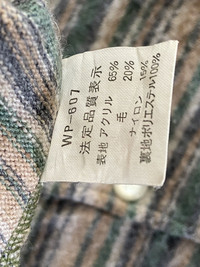 WP-607
法定品質表示
表地 アクリル 65%
毛 20%
ナイロン 15%
裏地 ポリエステル100%